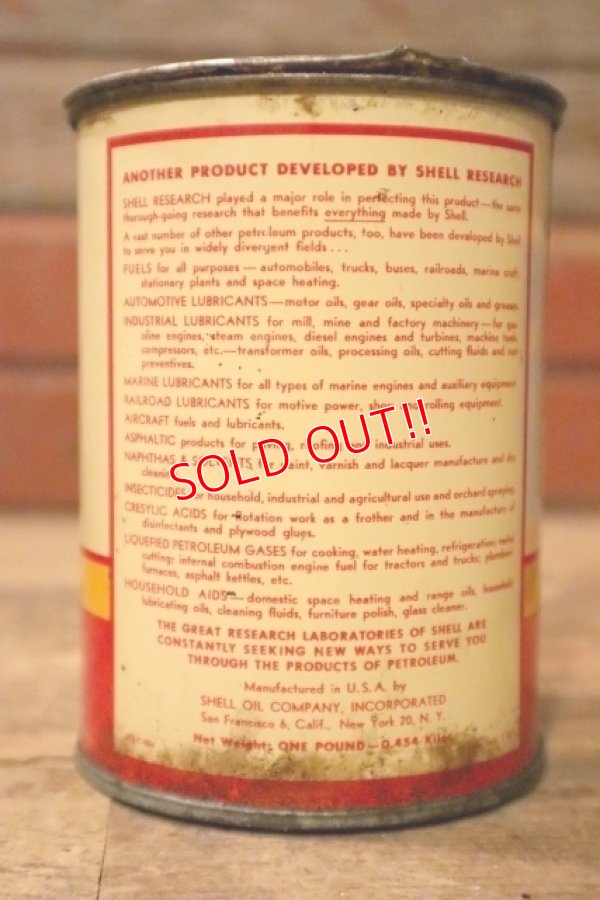 ANOTHER PRODUCT DEVELOPED BY SHELL RESEARCH
SHELL RESEARCH played a major role in perfecting this product—the same
thorough-going research that benefits everything made by Shell.
A vast number of other petroleum products, too, have been developed by Shell
to serve you in widely divergent fields . . .
FUELS for all purposes — automobiles, trucks, buses, railroads, marine craft,
stationary plants and space heating.
AUTOMOTIVE LUBRICANTS—motor oils, gear oils, specialty oils and greases.
INDUSTRIAL LUBRICANTS for mill, mine and factory machinery—for gas-
oline engines, steam engines, diesel engines and turbines, machine tools,
compressors, etc.—transformer oils, processing oils, cutting fluids and rust
preventives.
MARINE LUBRICANTS for all types of marine engines and auxiliary equipment.
RAILROAD LUBRICANTS for motive power, shop and rolling equipment.
AIRCRAFT fuels and lubricants.
ASPHALTIC products for paving, roofing and industrial uses.
NAPHTHAS & SOLVENTS for paint, varnish and lacquer manufacture and dry
cleaning.
INSECTICIDES for household, industrial and agricultural use and orchard spraying.
CRESYLIC ACIDS for flotation work as a frother and in the manufacture of
disinfectants and plywood glues.
LIQUEFIED PETROLEUM GASES for cooking, water heating, refrigeration; metal
cutting; internal combustion engine fuel for tractors and trucks; plumbers'
furnaces, asphalt kettles, etc.
HOUSEHOLD AIDS—domestic space heating and range oils, household
lubricating oils, cleaning fluids, furniture polish, glass cleaner.
THE GREAT RESEARCH LABORATORIES OF SHELL ARE
CONSTANTLY SEEKING NEW WAYS TO SERVE YOU
THROUGH THE PRODUCTS OF PETROLEUM.
Manufactured in U.S.A. by
SHELL OIL COMPANY, INCORPORATED
San Francisco 6, Calif., New York 20, N. Y.
Net Weight: ONE POUND—0.454 Kilos
SOLD OUT!!